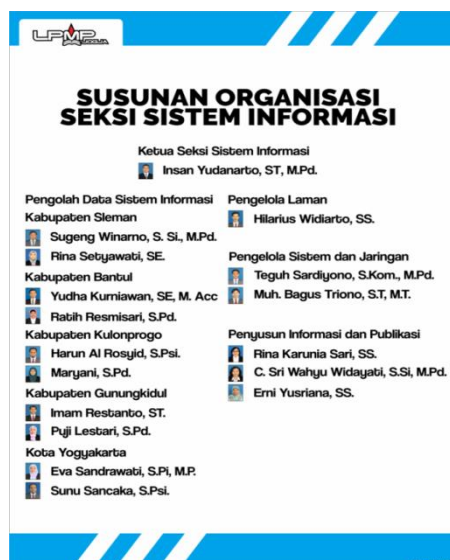 LPMP
JOGJA
SUSUNAN ORGANISASI
SEKSI SISTEM INFORMASI
Ketua Seksi Sistem Informasi
Insan Yudanarto, ST, M.Pd.
Pengolah Data Sistem Informasi
Kabupaten Sleman
Sugeng Winarno, S. Si., M.Pd.
Rina Setyawati, SE.
Kabupaten Bantul
Yudha Kurniawan, SE, M. Acc
Ratih Resmisari, S.Pd.
Kabupaten Kulonprogo
Harun Al Rosyid, S.Psi.
Maryani, S.Pd.
Kabupaten Gunungkidul
Imam Restanto, ST.
Puji Lestari, S.Pd.
Kota Yogyakarta
Eva Sandrawati, S.Pi, M.P.
Sunu Sancaka, S.Psi.
Pengelola Laman
Hilarius Widiarto, SS.
Pengelola Sistem dan Jaringan
Teguh Sardiyono, S.Kom., M.Pd.
Muh. Bagus Triono, S.T, M.T.
Penyusun Informasi dan Publikasi
Rina Karunia Sari, SS.
C. Sri Wahyu Widayati, S.Si, M.Pd.
Erni Yusriana, SS.